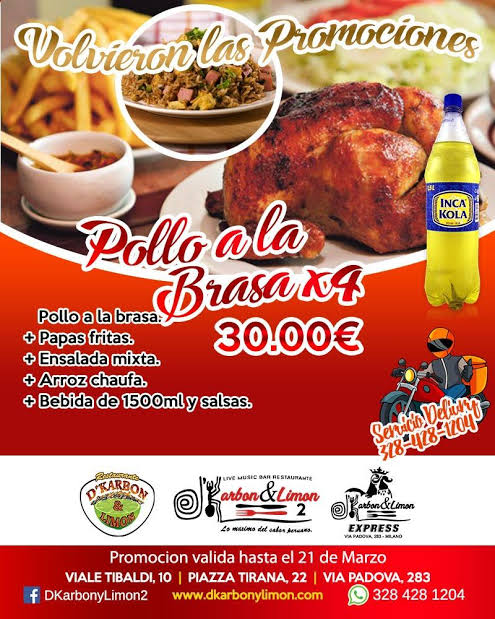 Volvieron las Promociones
INCA
KOLA
Pollo a la
Brasa x4
30.00€
Pollo a la brasa.
+ Papas fritas.
+ Ensalada mixta.
+ Arroz chaufa.
+ Bebida de 1500ml y salsas.
Servicio Delivery
328-428-1204
Restaurante
D'KARBON
& LIMON
LIVE MUSIC BAR RESTAURANTE
Karbon&Limon
2
Lo máximo del sabor peruano.
Karbon&Limon
EXPRESS
VIA PADOVA, 283 - MILANO
Promocion valida hasta el 21 de Marzo
VIALE TIBALDI, 10 | PIAZZA TIRANA, 22 | VIA PADOVA, 283
DKarbonyLimon2 www.dkarbonylimon.com 328 428 1204